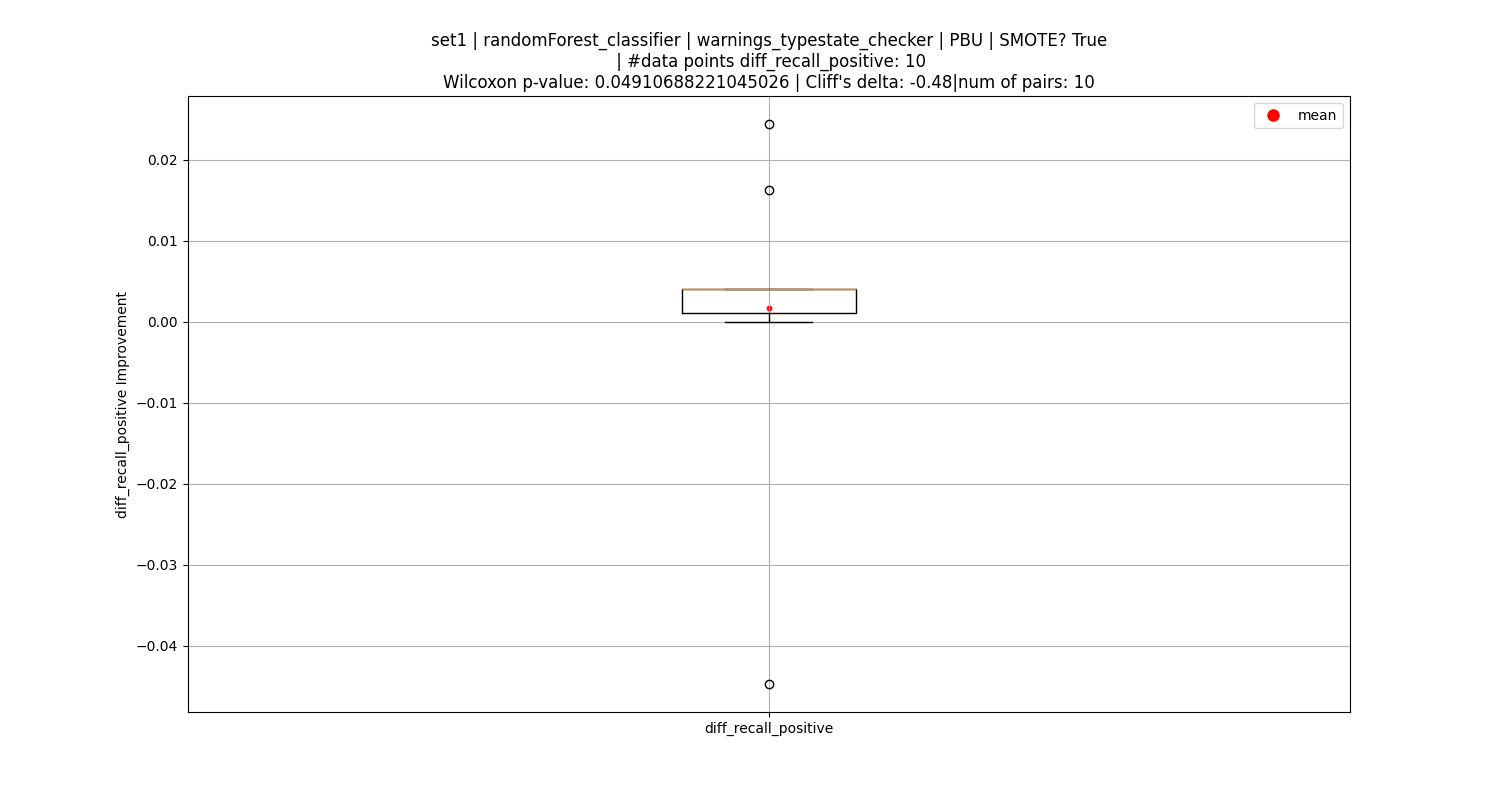 set1 | randomForest_classifier | warnings_typestate_checker | PBU | SMOTE? True
| #data points diff_recall_positive: 10
Wilcoxon p-value: 0.04910688221045026 | Cliff's delta: -0.48|num of pairs: 10
mean
0.02
0.01
0.00
−0.01
−0.02
−0.03
−0.04
diff_recall_positive Improvement
diff_recall_positive